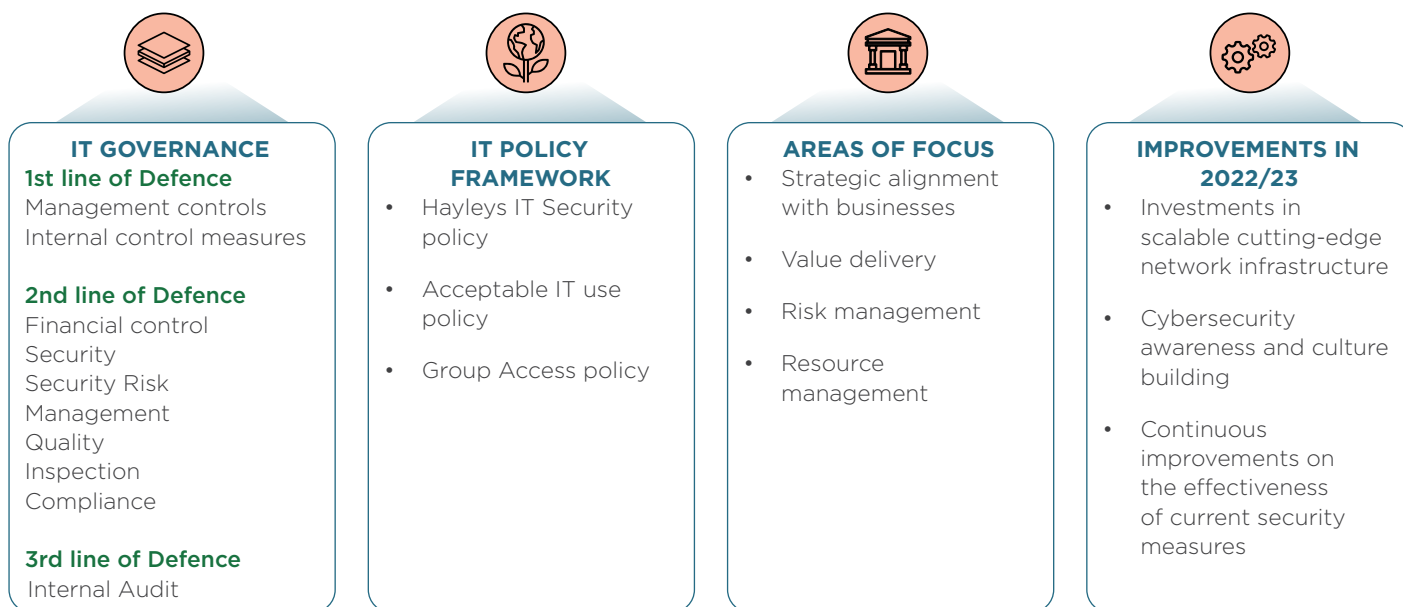 IT GOVERNANCE
1st line of Defence
Management controls
Internal control measures
2nd line of Defence
Financial control
Security
Security Risk
Management
Quality
Inspection
Compliance
3rd line of Defence
Internal Audit
IT POLICY
FRAMEWORK
• Hayleys IT Security
policy
• Acceptable IT use
policy
• Group Access policy
AREAS OF FOCUS
• Strategic alignment
with businesses
• Value delivery
• Risk management
• Resource
management
IMPROVEMENTS IN
2022/23
• Investments in
scalable cutting-edge
network infrastructure
• Cybersecurity
awareness and culture
building
• Continuous
improvements on
the effectiveness
of current security
measures